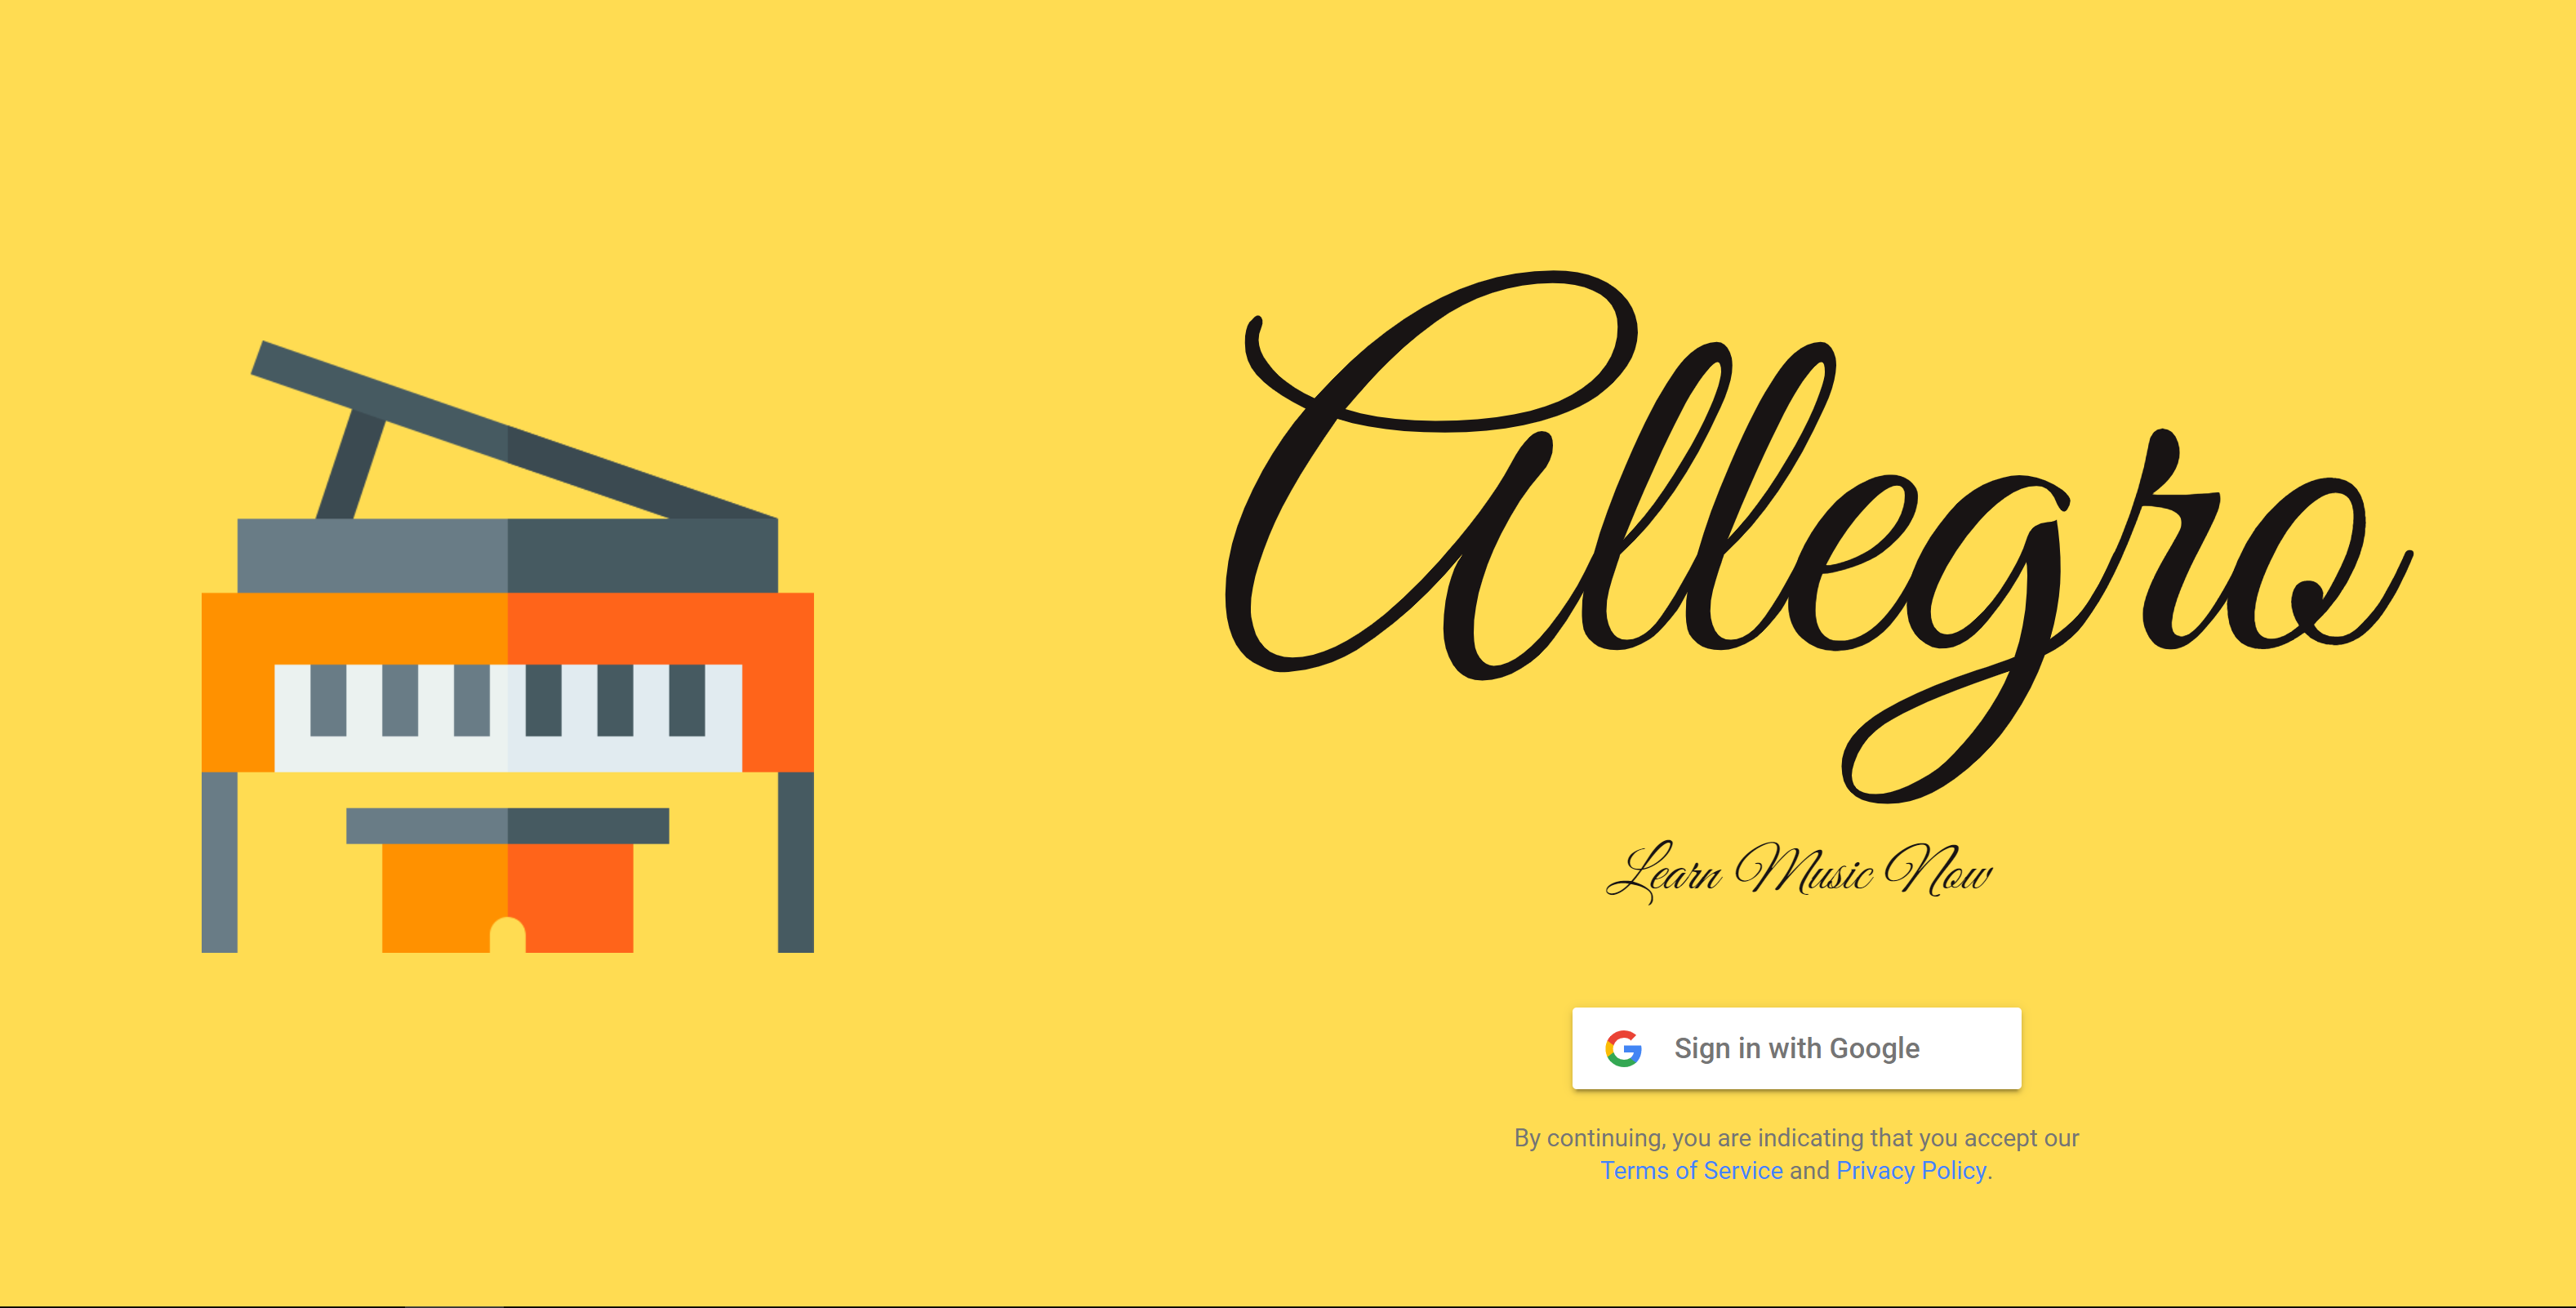 Allegro
Learn Music Now
Sign in with Google
By continuing, you are indicating that you accept our
Terms of Service and Privacy Policy.